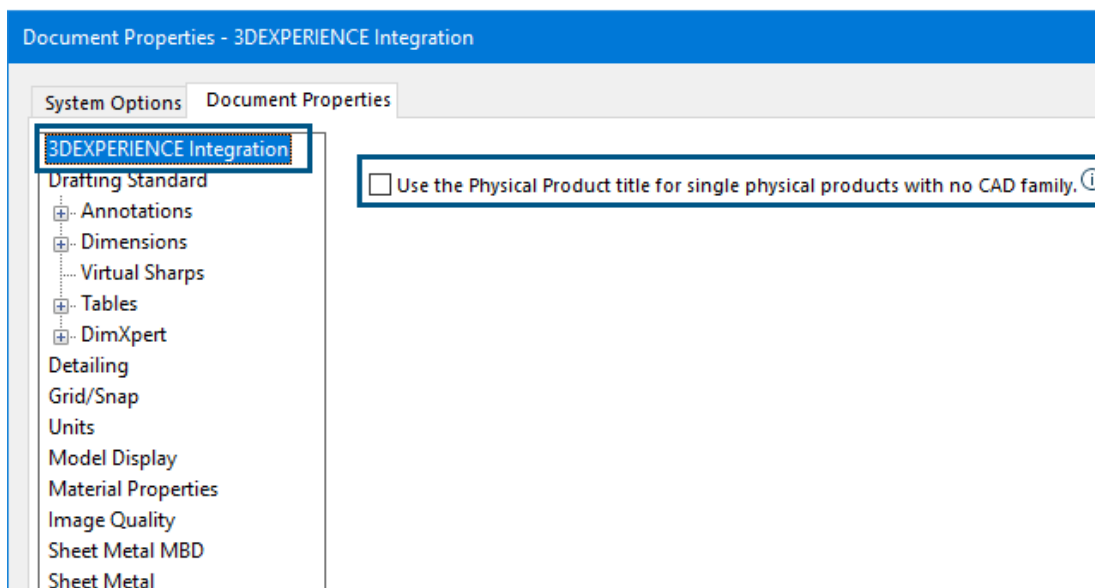 Document Properties - 3DEXPERIENCE Integration
System Options Document Properties
3DEXPERIENCE Integration
Use the Physical Product title for single physical products with no CAD family.
Drafting Standard
Annotations
Dimensions
Virtual Sharps
Tables
DimXpert
Detailing
Grid/Snap
Units
Model Display
Material Properties
Image Quality
Sheet Metal MBD
Sheet Metal